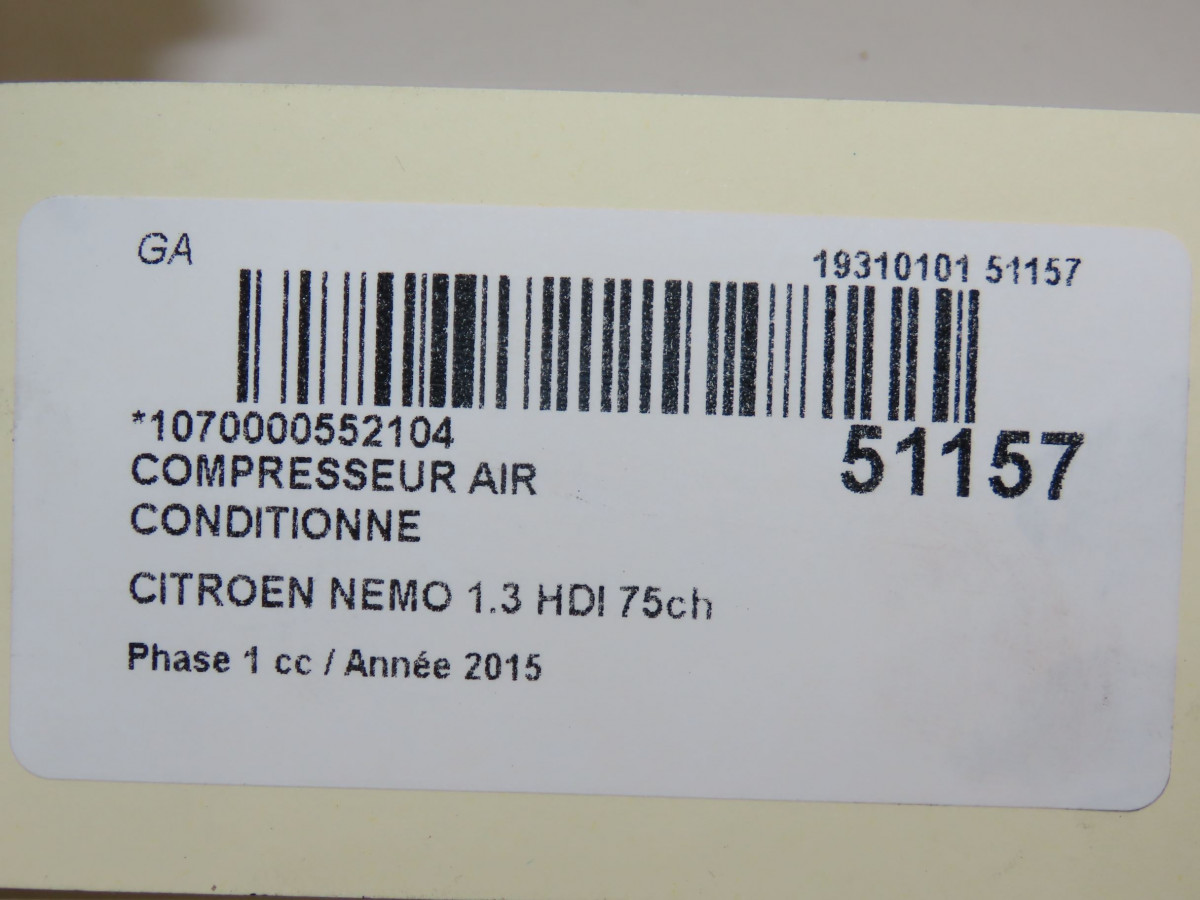 GA
19310101 51157
*1070000552104
51157
COMPRESSEUR AIR
CONDITIONNE
CITROEN NEMO 1.3 HDI 75ch
Phase 1 cc / Année 2015